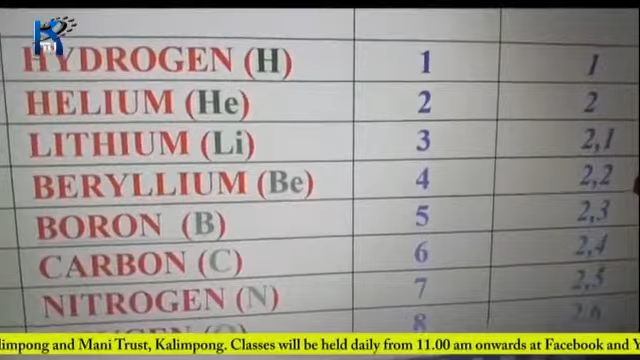 HYDROGEN (H) 1 1
HELIUM (He) 2 2
LITHIUM (Li) 3 2,1
BERYLLIUM (Be) 4 2,2
BORON (B) 5 2,3
CARBON (C) 6 2,4
NITROGEN (N) 7 2,5
8 2,6
limpong and Mani Trust, Kalimpong. Classes will be held daily from 11.00 am onwards at Facebook and Y